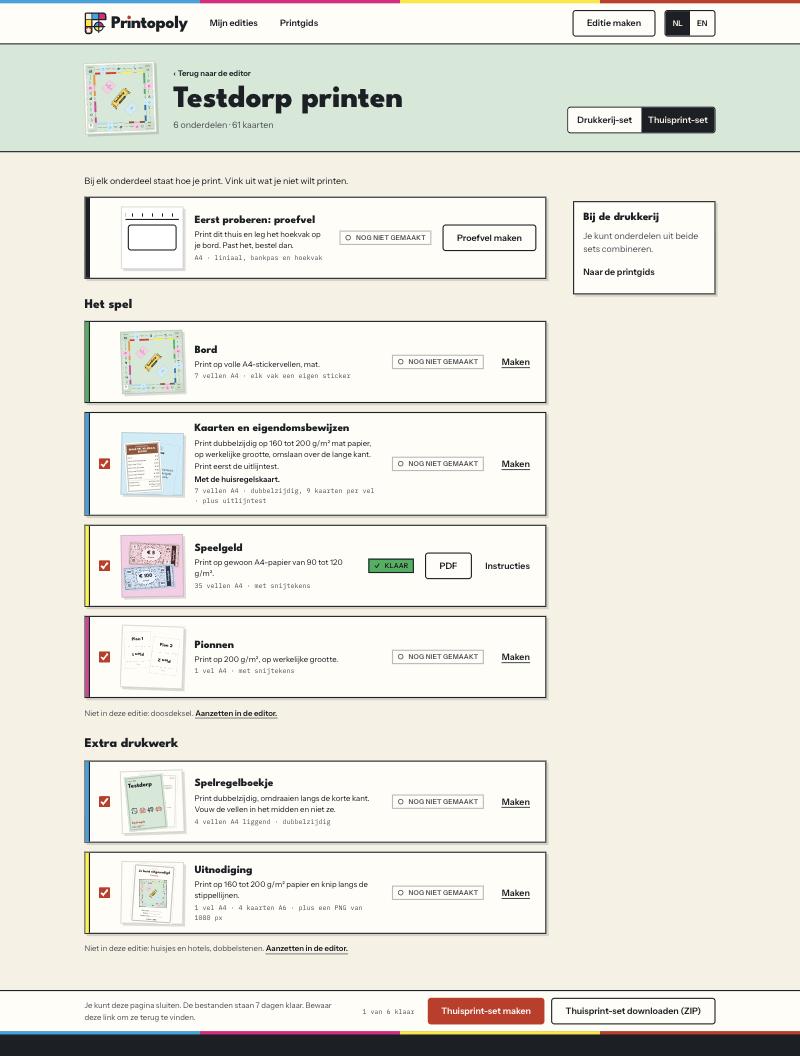 Printopoly
Mijn edities
Printgids
Editie maken
NL
EN
‹ Terug naar de editor
Testdorp printen
6 onderdelen · 61 kaarten
Drukkerij-set
Thuisprint-set
Bij elk onderdeel staat hoe je print. Vink uit wat je niet wilt printen.
Eerst proberen: proefvel
Print dit thuis en leg het hoekvak op
je bord. Past het, bestel dan.
A4 · liniaal, bankpas en hoekvak
NOG NIET GEMAAKT
Proefvel maken
Bij de drukkerij
Je kunt onderdelen uit beide
sets combineren.
Naar de printgids
Het spel
Bord
Print op volle A4-stickervellen, mat.
7 vellen A4 · elk vak een eigen sticker
NOG NIET GEMAAKT
Maken
Kaarten en eigendomsbewijzen
Print dubbelzijdig op 160 tot 200 g/m² mat papier,
op werkelijke grootte, omslaan over de lange kant.
Print eerst de uitlijntest.
Met de huisregelskaart.
7 vellen A4 · dubbelzijdig, 9 kaarten per vel
· plus uitlijntest
NOG NIET GEMAAKT
Maken
€ 5
€ 100
Speelgeld
Print op gewoon A4-papier van 90 tot 120
g/m².
35 vellen A4 · met snijtekens
KLAAR
PDF
Instructies
Pion 1
Pion 2
Pion 1
Pion 2
Pionnen
Print op 200 g/m², op werkelijke grootte.
1 vel A4 · met snijtekens
NOG NIET GEMAAKT
Maken
Niet in deze editie: doosdeksel. Aanzetten in de editor.
Extra drukwerk
Testdorp
Spelregelboekje
Print dubbelzijdig, omdraaien langs de korte kant.
Vouw de vellen in het midden en niet ze.
4 vellen A4 liggend · dubbelzijdig
NOG NIET GEMAAKT
Maken
Je bent uitgenodigd
Uitnodiging
Print op 160 tot 200 g/m² papier en knip langs de
stippellijnen.
1 vel A4 · 4 kaarten A6 · plus een PNG van
1080 px
NOG NIET GEMAAKT
Maken
Niet in deze editie: huisjes en hotels, dobbelstenen. Aanzetten in de editor.
Je kunt deze pagina sluiten. De bestanden staan 7 dagen klaar. Bewaar
deze link om ze terug te vinden.
1 van 6 klaar
Thuisprint-set maken
Thuisprint-set downloaden (ZIP)